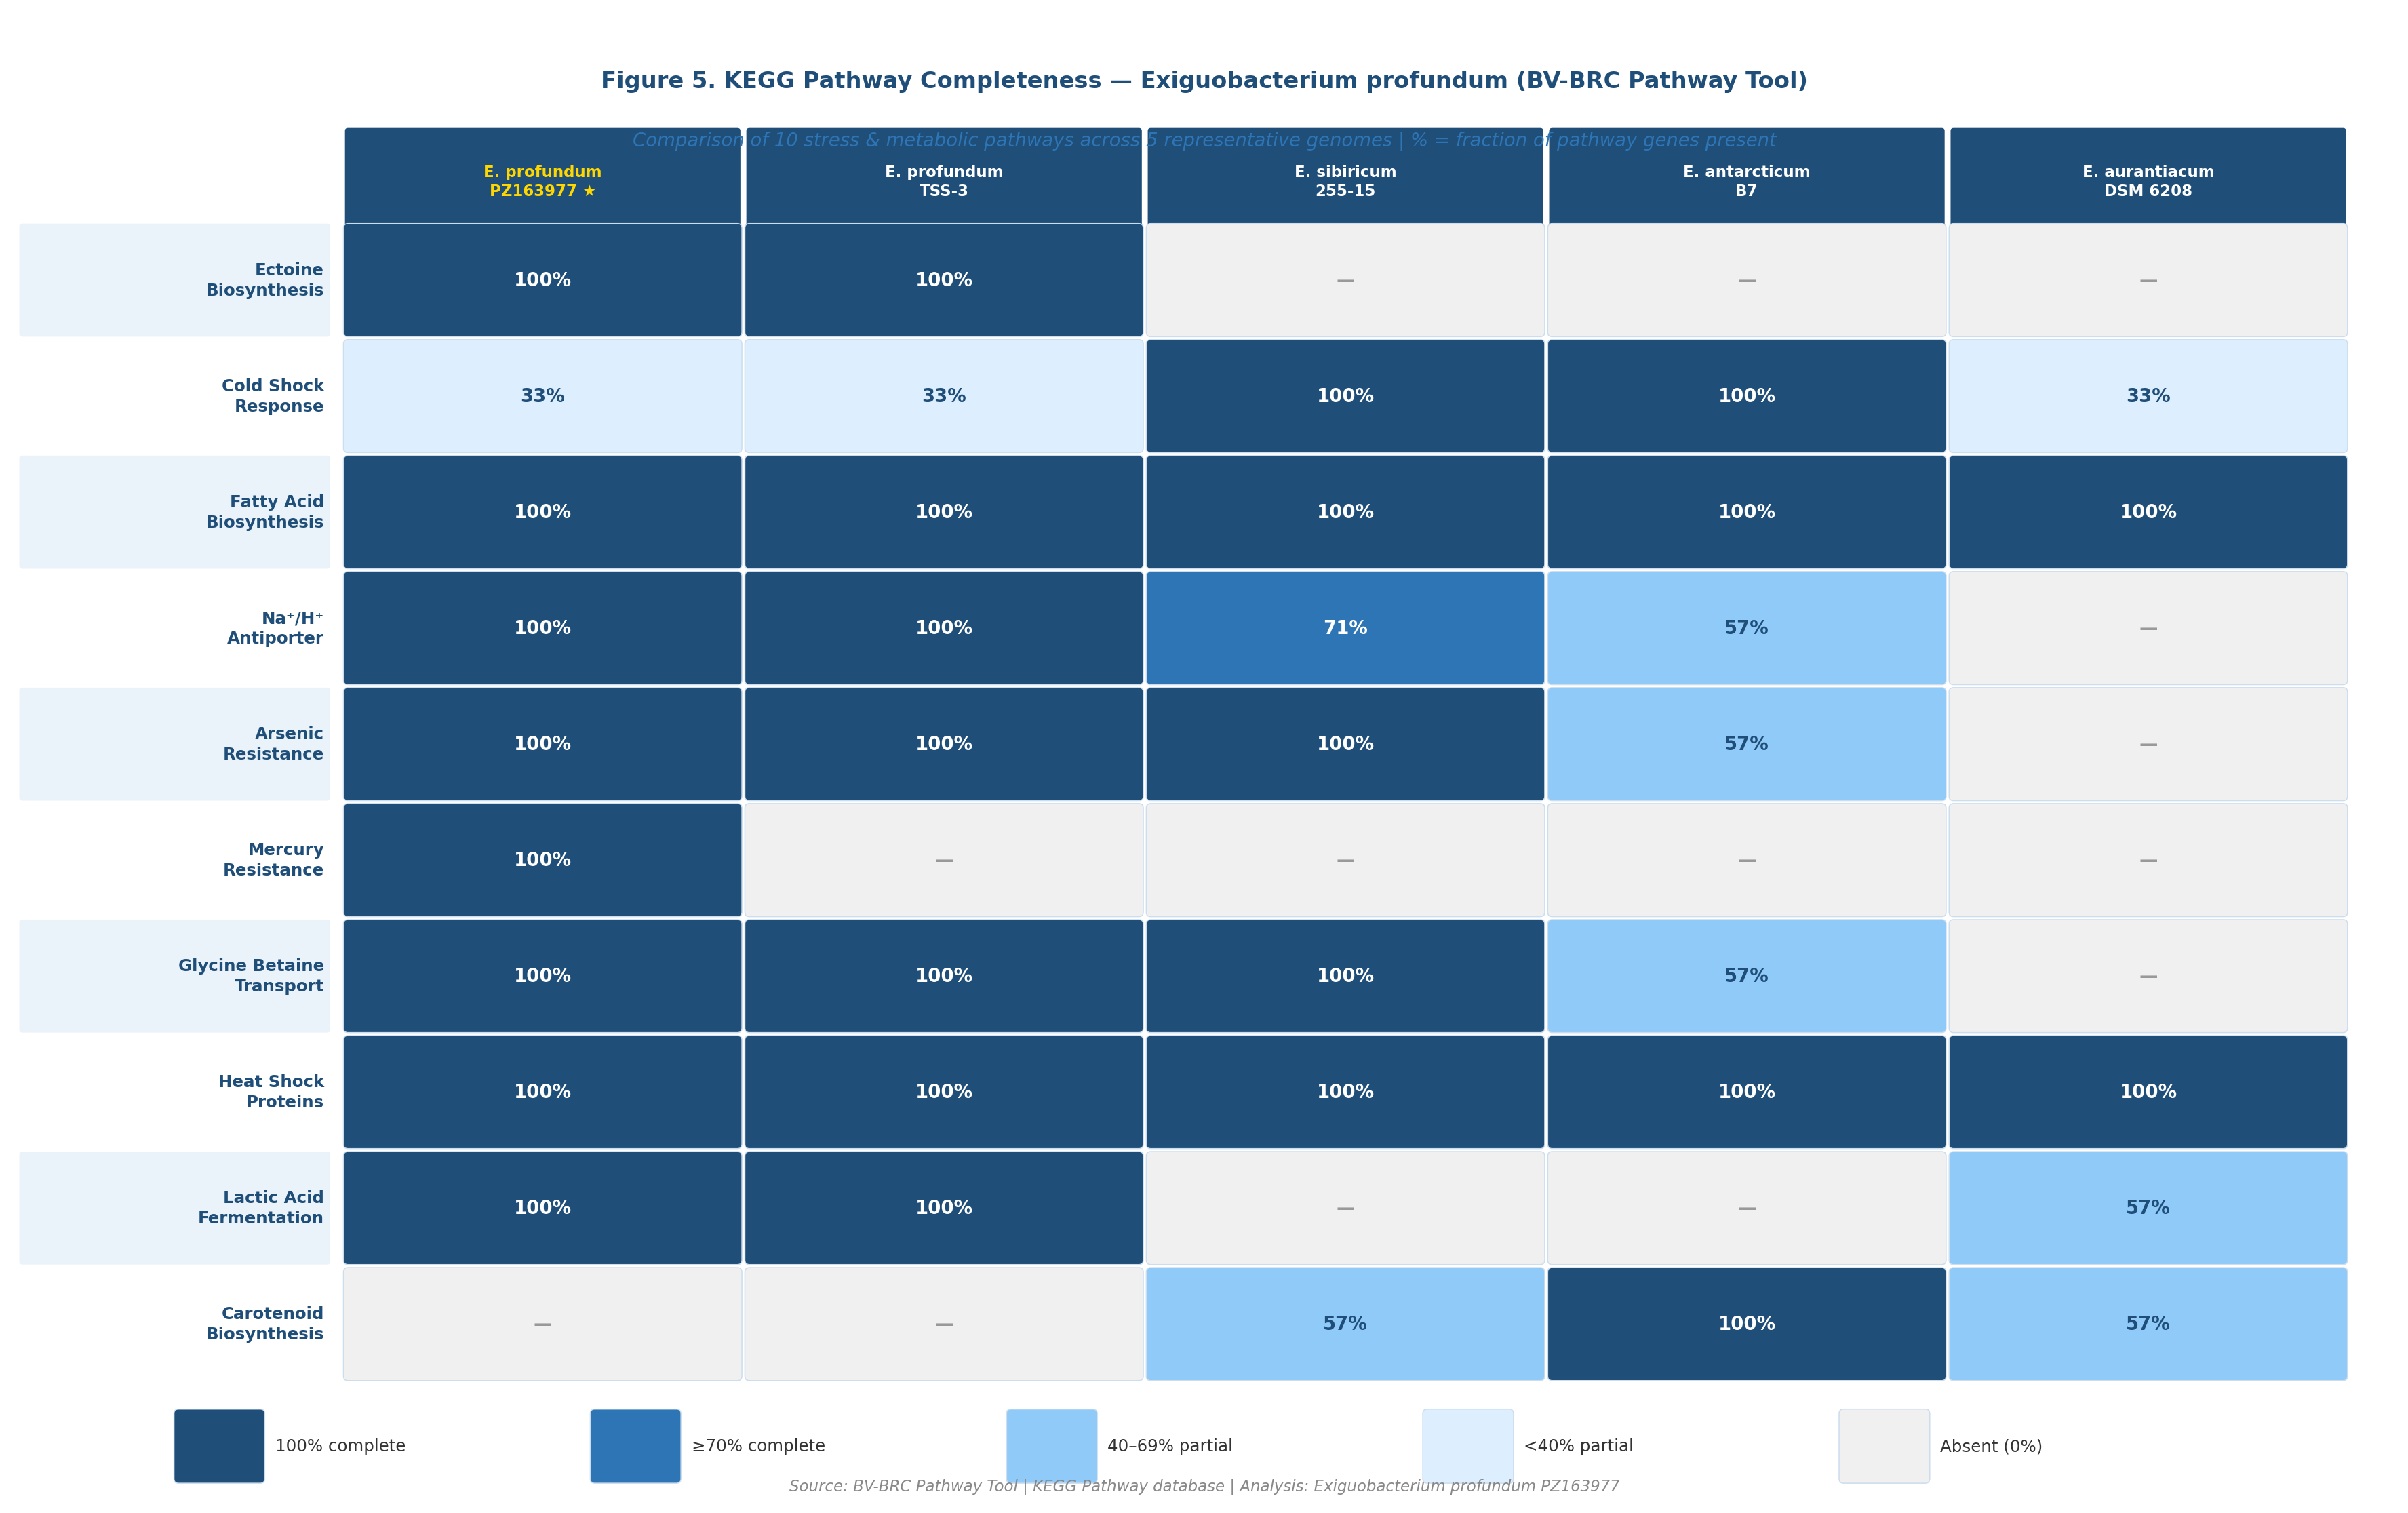 Figure 5. KEGG Pathway Completeness — Exiguobacterium profundum (BV-BRC Pathway Tool)
Comparison of 10 stress & metabolic pathways across 5 representative genomes | % = fraction of pathway genes present
E. profundum
PZ163977 ★
E. profundum
TSS-3
E. sibiricum
255-15
E. antarcticum
B7
E. aurantiacum
DSM 6208
Ectoine
Biosynthesis
100% 100% — — —
Cold Shock
Response
33% 33% 100% 100% 33%
Fatty Acid
Biosynthesis
100% 100% 100% 100% 100%
Na⁺/H⁺
Antiporter
100% 100% 71% 57% —
Arsenic
Resistance
100% 100% 100% 57% —
Mercury
Resistance
100% — — — —
Glycine Betaine
Transport
100% 100% 100% 57% —
Heat Shock
Proteins
100% 100% 100% 100% 100%
Lactic Acid
Fermentation
100% 100% — — 57%
Carotenoid
Biosynthesis
— — 57% 100% 57%
100% complete ≥70% complete 40–69% partial <40% partial Absent (0%)
Source: BV-BRC Pathway Tool | KEGG Pathway database | Analysis: Exiguobacterium profundum PZ163977